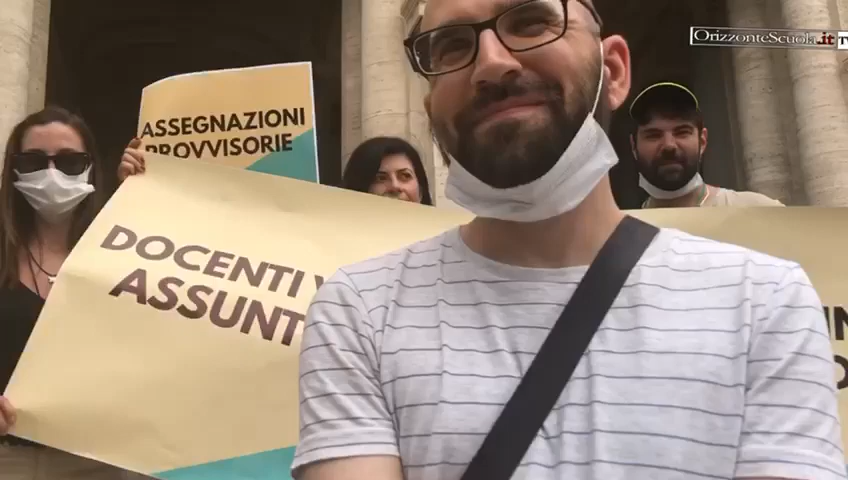 OrizzonteScuola.it
ASSEGNAZIONI
PROVVISORIE
DOCENTI
ASSUNT